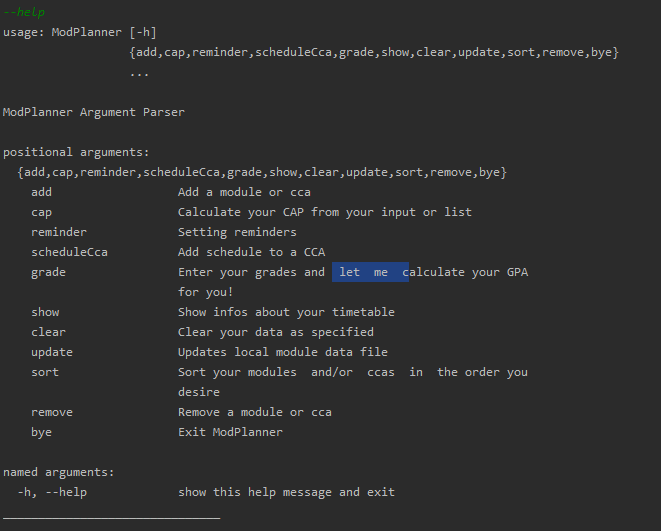 --help
usage: ModPlanner [-h]
                  {add,cap,reminder,scheduleCca,grade,show,clear,update,sort,remove,bye}
                  ...

ModPlanner Argument Parser

positional arguments:
  {add,cap,reminder,scheduleCca,grade,show,clear,update,sort,remove,bye}
    add                  Add a module or cca
    cap                  Calculate your CAP from your input or list
    reminder             Setting reminders
    scheduleCca          Add schedule to a CCA
    grade                Enter your grades and  let  me  calculate your GPA
                         for you!
    show                 Show infos about your timetable
    clear                Clear your data as specified
    update               Updates local module data file
    sort                 Sort your modules  and/or  ccas  in  the order you
                         desire
    remove               Remove a module or cca
    bye                  Exit ModPlanner

named arguments:
  -h, --help             show this help message and exit
_______________________________